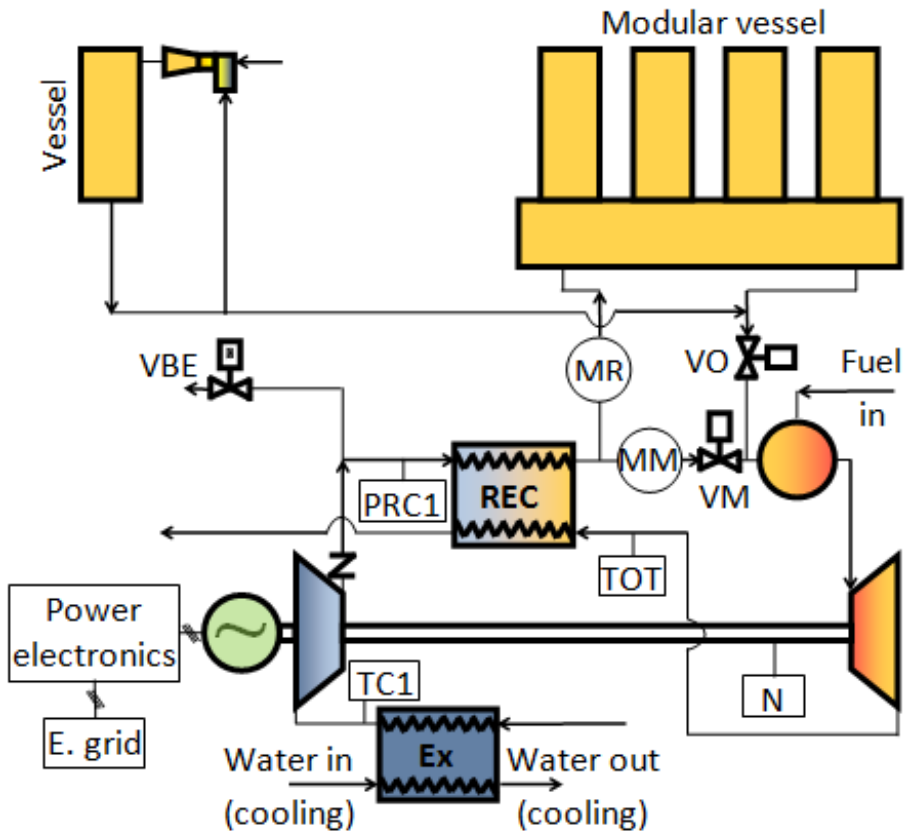 Modular vessel
Vessel
MR
VBE
VO
Fuel
in
MM
VM
REC
PRC1
TOT
Power
electronics
TC1
N
E. grid
Ex
Water in
(cooling)
Water out
(cooling)